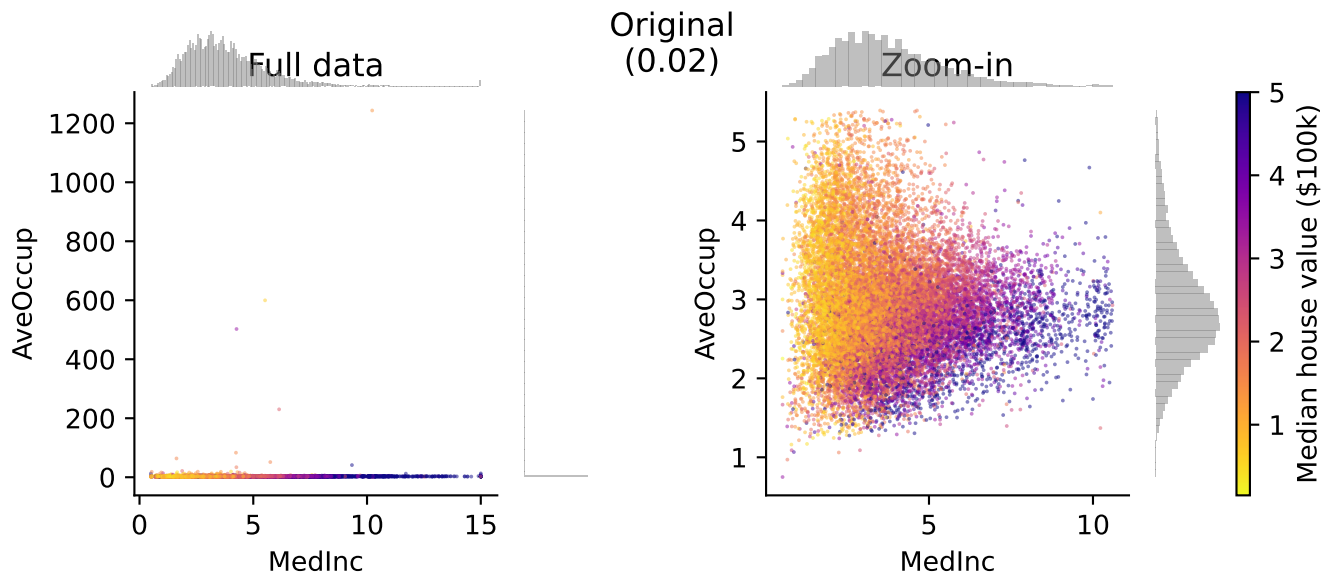 Original
(0.02)
Full data
Zoom-in
1200
1000
800
600
400
200
0
AveOccup
0 5 10 15
MedInc
5
4
3
2
1
AveOccup
5 10
MedInc
5
4
3
2
1
Median house value ($100k)